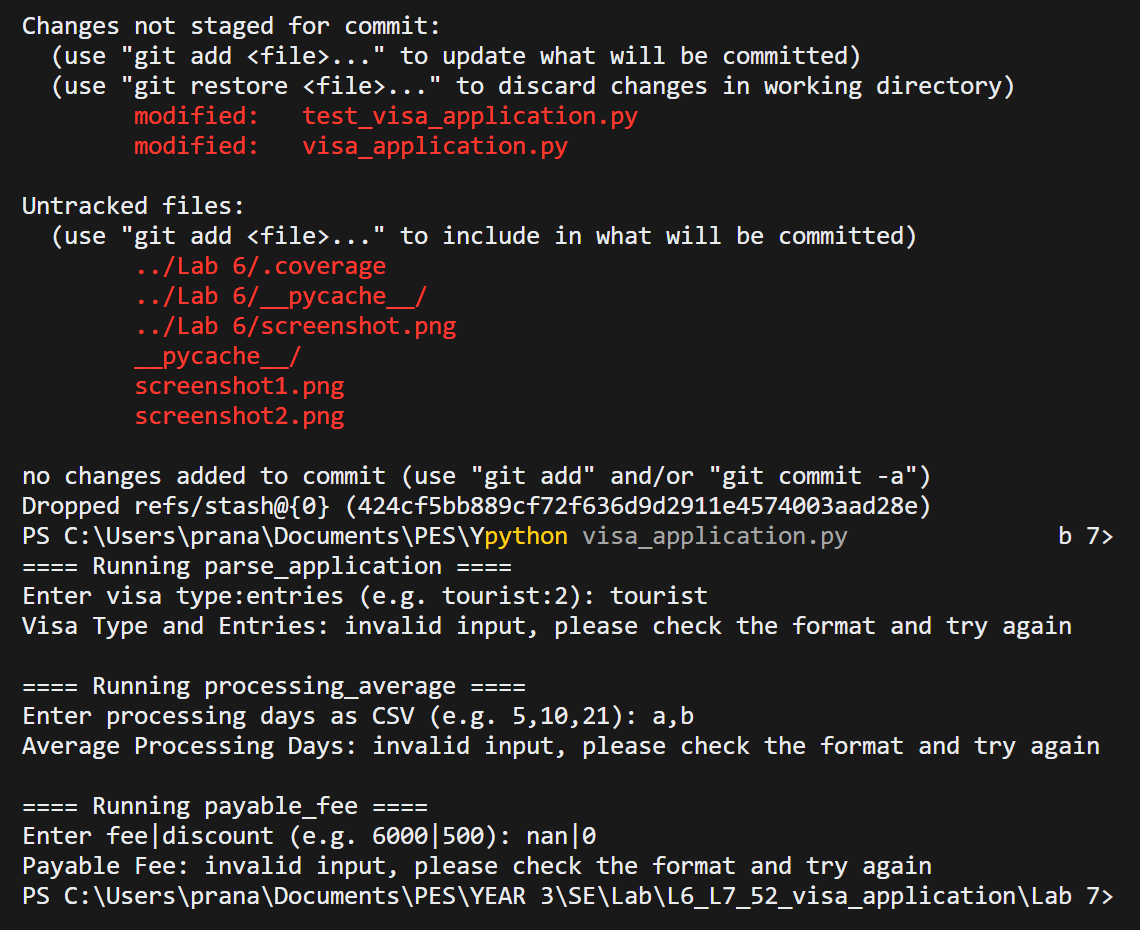 Changes not staged for commit:
  (use "git add <file>..." to update what will be committed)
  (use "git restore <file>..." to discard changes in working directory)
        modified:   test_visa_application.py
        modified:   visa_application.py

Untracked files:
  (use "git add <file>..." to include in what will be committed)
        ../Lab 6/.coverage
        ../Lab 6/__pycache__/
        ../Lab 6/screenshot.png
        __pycache__/
        screenshot1.png
        screenshot2.png

no changes added to commit (use "git add" and/or "git commit -a")
Dropped refs/stash@{0} (424cf5bb889cf72f636d9d2911e4574003aad28e)
PS C:\Users\prana\Documents\PES\Ypython visa_application.py               b 7>
==== Running parse_application ====
Enter visa type:entries (e.g. tourist:2): tourist
Visa Type and Entries: invalid input, please check the format and try again

==== Running processing_average ====
Enter processing days as CSV (e.g. 5,10,21): a,b
Average Processing Days: invalid input, please check the format and try again

==== Running payable_fee ====
Enter fee|discount (e.g. 6000|500): nan|0
Payable Fee: invalid input, please check the format and try again
PS C:\Users\prana\Documents\PES\YEAR 3\SE\Lab\L6_L7_52_visa_application\Lab 7>